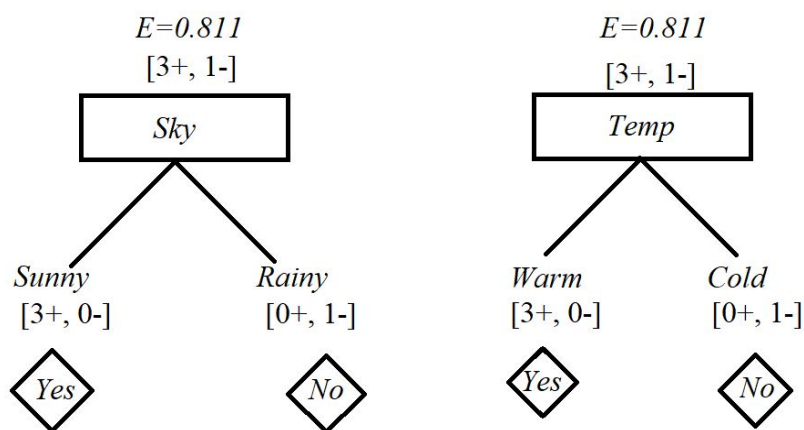 E=0.811
[3+, 1-]
Sky
Sunny
[3+, 0-]
Yes
Rainy
[0+, 1-]
No
E=0.811
[3+, 1-]
Temp
Warm
[3+, 0-]
Yes
Cold
[0+, 1-]
No